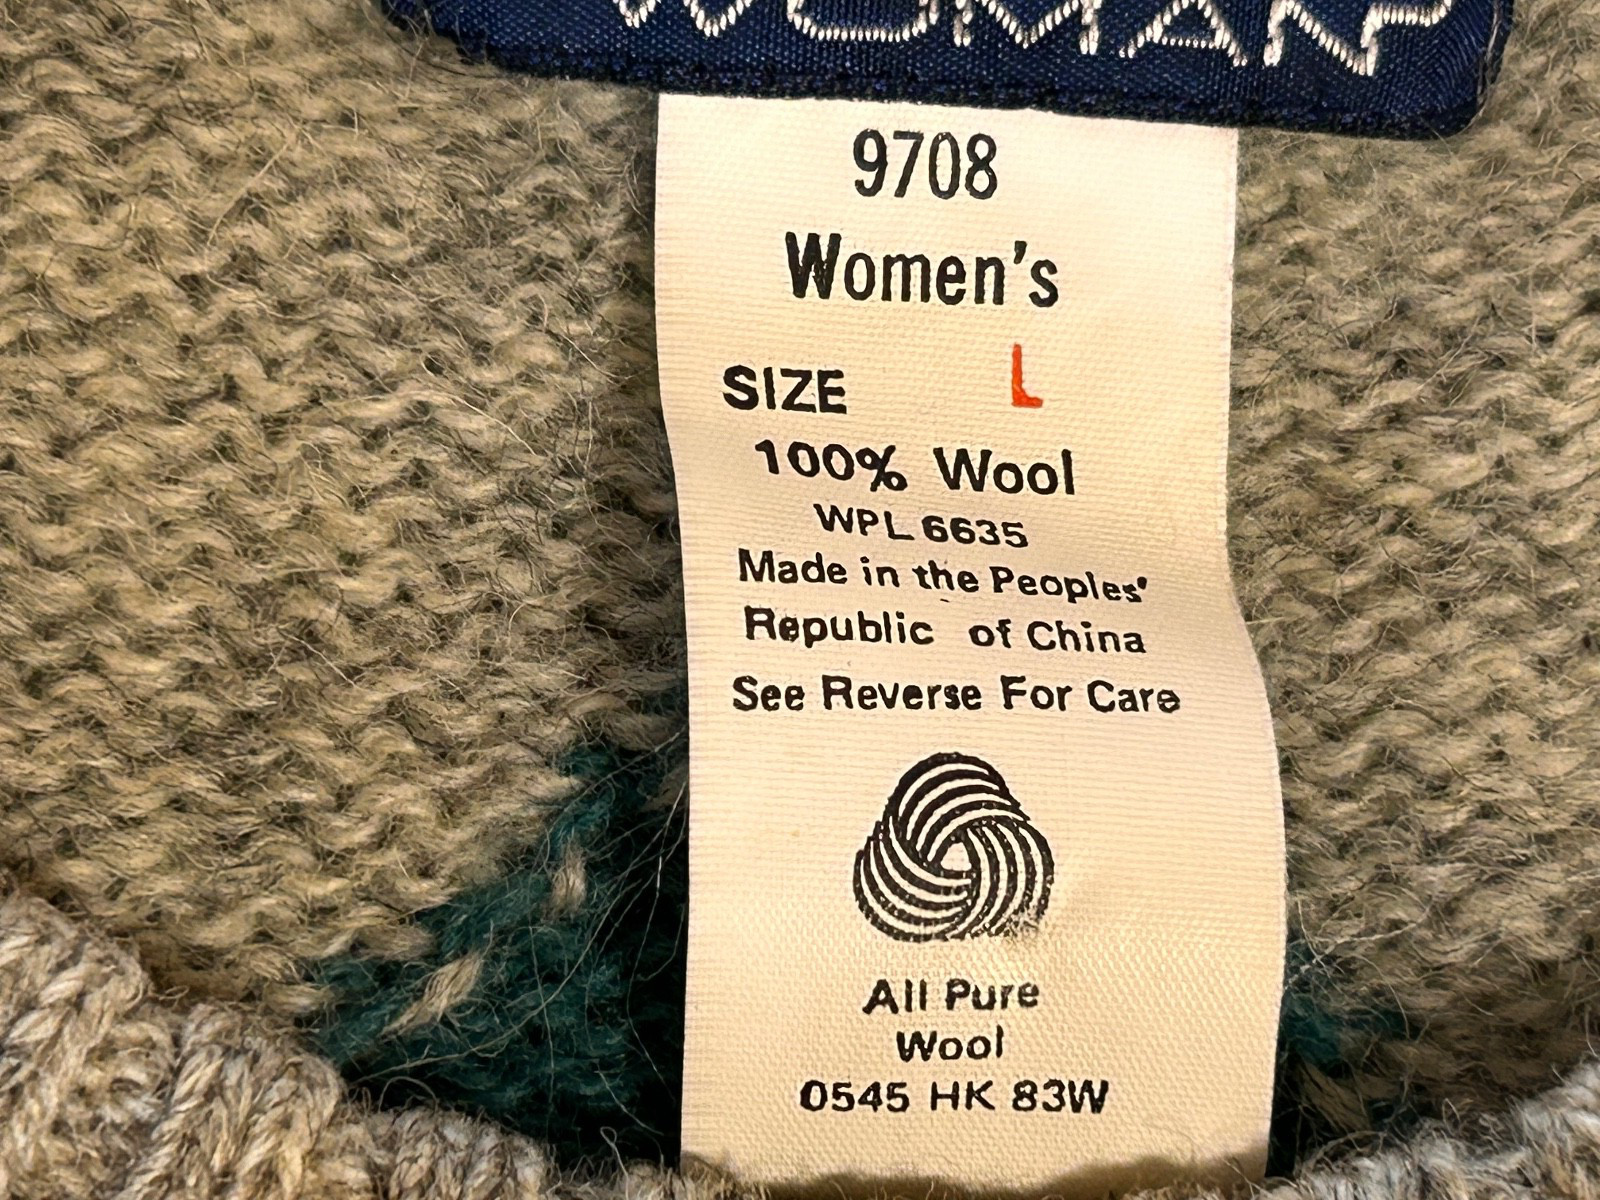 WOMAN
9708
Women's
SIZE L
100% Wool
WPL 6635
Made in the Peoples'
Republic of China
See Reverse For Care
All Pure
Wool
0545 HK 83W